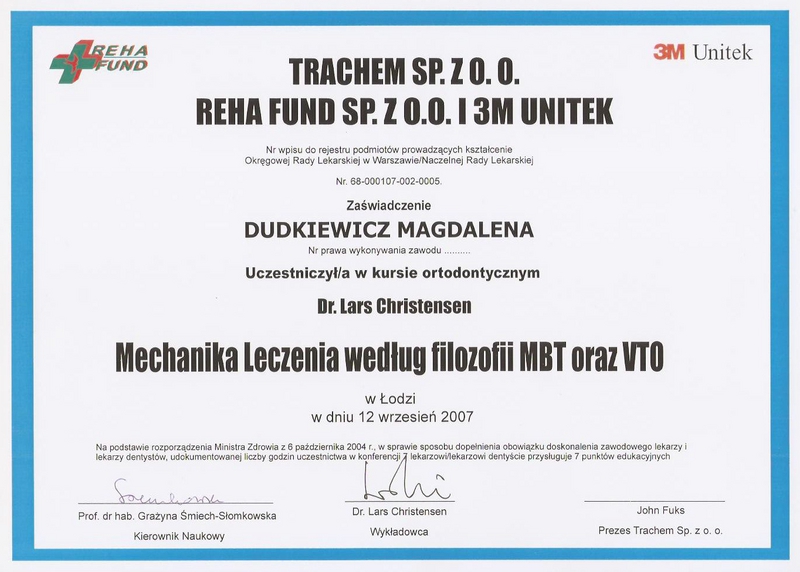 REHA
FUND
3M Unitek
TRACHEM SP. Z O. O.
REHA FUND SP. Z O.O. I 3M UNITEK
Nr wpisu do rejestru podmiotów prowadzących kształcenie
Okręgowej Rady Lekarskiej w Warszawie/Naczelnej Rady Lekarskiej
Nr. 68-000107-002-0005.
Zaświadczenie
DUDKIEWICZ MAGDALENA
Nr prawa wykonywania zawodu ..........
Uczestniczył/a w kursie ortodontycznym
Dr. Lars Christensen
Mechanika Leczenia według filozofii MBT oraz VTO
w Łodzi
w dniu 12 wrzesień 2007
Na podstawie rozporządzenia Ministra Zdrowia z 6 października 2004 r., w sprawie sposobu dopełnienia obowiązku doskonalenia zawodowego lekarzy i
lekarzy dentystów, udokumentowanej liczby godzin uczestnictwa w konferencji 7 lekarzowi/lekarzowi dentyście przysługuje 7 punktów edukacyjnych
Prof. dr hab. Grażyna Śmiech-Słomkowska
Kierownik Naukowy
Dr. Lars Christensen
Wykładowca
John Fuks
Prezes Trachem Sp. z o. o.